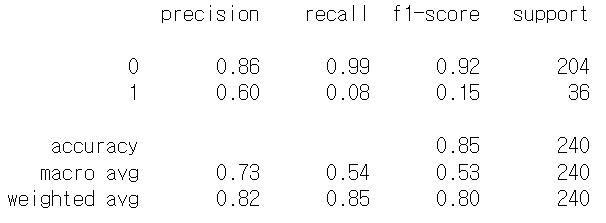 precision recall f1-score support
0 0.86 0.99 0.92 204
1 0.60 0.08 0.15 36
accuracy 0.85 240
macro avg 0.73 0.54 0.53 240
weighted avg 0.82 0.85 0.80 240